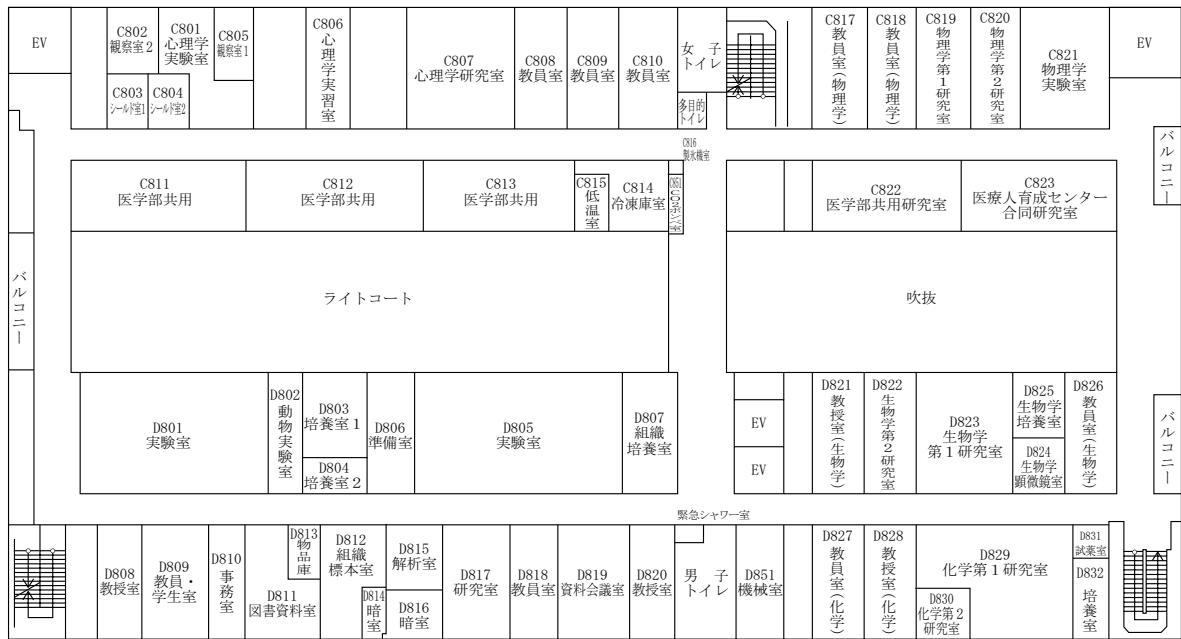 EV
C802
観察室2
C801
心理学
実験室
C805
観察室1
C803
シールド室1
C804
シールド室2
C806
心理学実習室
C807
心理学研究室
C808
教員室
C809
教員室
C810
教員室
女 子
トイレ
多目的
トイレ
C816
製氷機室
C817
教員室(物理学)
C818
教員室(物理学)
C819
物理学第1研究室
C820
物理学第2研究室
C821
物理学
実験室
EV
バルコニー
C811
医学部共用
C812
医学部共用
C813
医学部共用
C815
低温室
C814
冷凍庫室
C851
C822
医学部共用研究室
C823
医療人育成センター
合同研究室
バルコニー
ライトコート
吹抜
D801
実験室
D802
動物実験室
D803
培養室1
D804
培養室2
D806
準備室
D805
実験室
D807
組織
培養室
EV
EV
D821
教授室(生物学)
D822
生物学第2研究室
D823
生物学
第1研究室
D825
生物学
培養室
D824
生物学
顕微鏡室
D826
教員室(生物学)
バルコニー
緊急シャワー室
D808
教授室
D809
教員・
学生室
D810
事務室
D813
物品庫
D811
図書資料室
D812
組織
標本室
D814
暗室
D815
解析室
D816
暗室
D817
研究室
D818
教員室
D819
資料会議室
D820
教授室
男 子
トイレ
D851
機械室
D827
教員室(化学)
D828
教授室(化学)
D829
化学第1研究室
D830
化学第2
研究室
D831
試薬室
D832
培養室